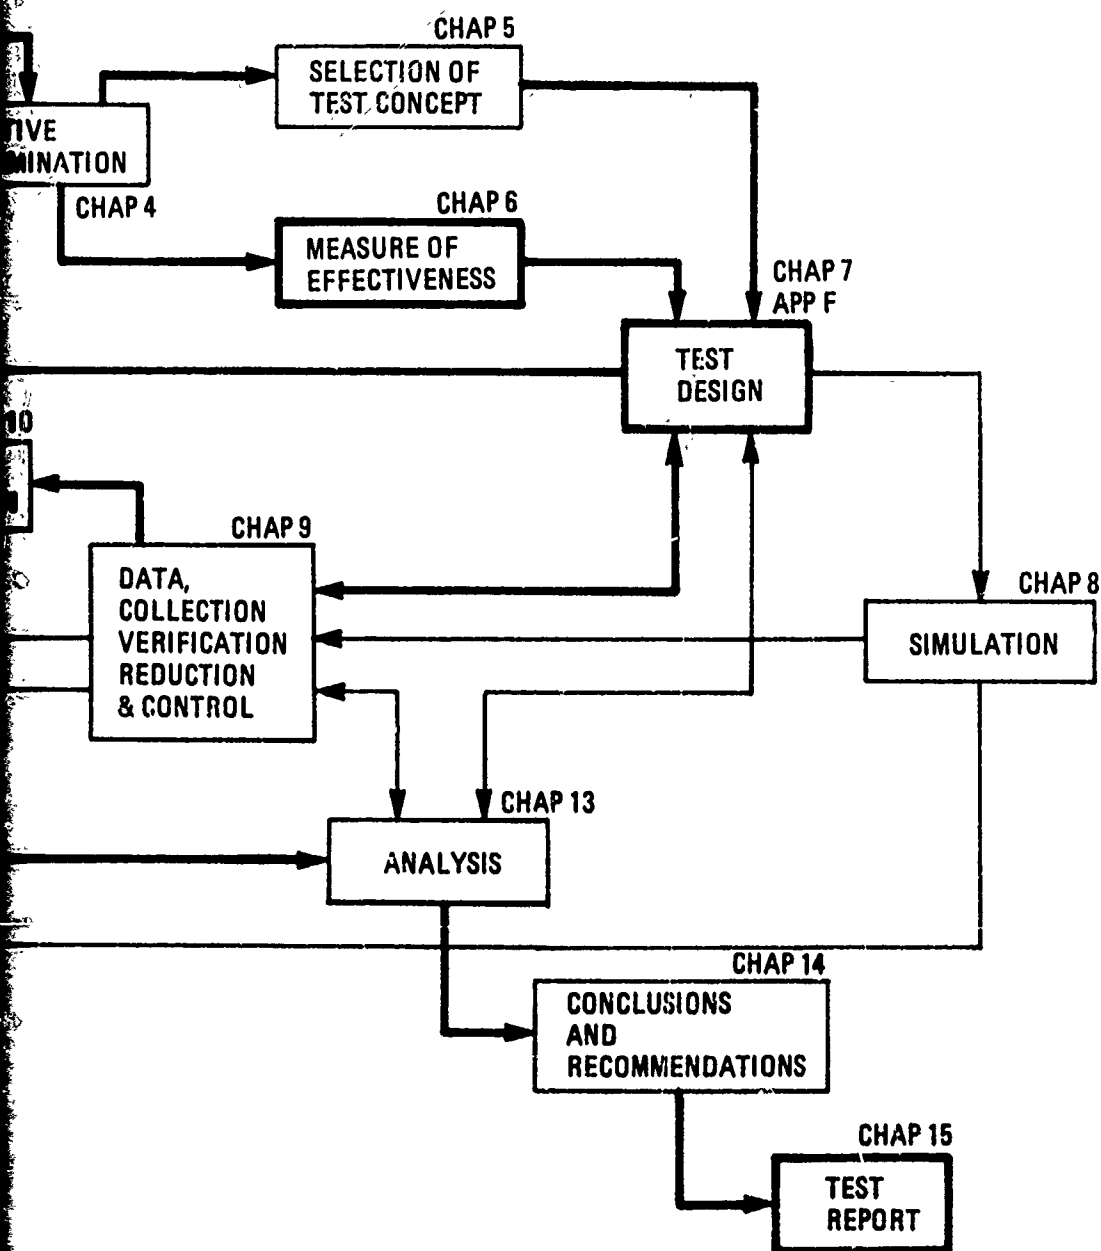 CHAP 5
SELECTION OF
TEST CONCEPT
TIVE
MINATION
CHAP 4
CHAP 6
MEASURE OF
EFFECTIVENESS
CHAP 7
APP F
TEST
DESIGN
10
CHAP 9
DATA,
COLLECTION
VERIFICATION
REDUCTION
& CONTROL
CHAP 8
SIMULATION
CHAP 13
ANALYSIS
CHAP 14
CONCLUSIONS
AND
RECOMMENDATIONS
CHAP 15
TEST
REPORT